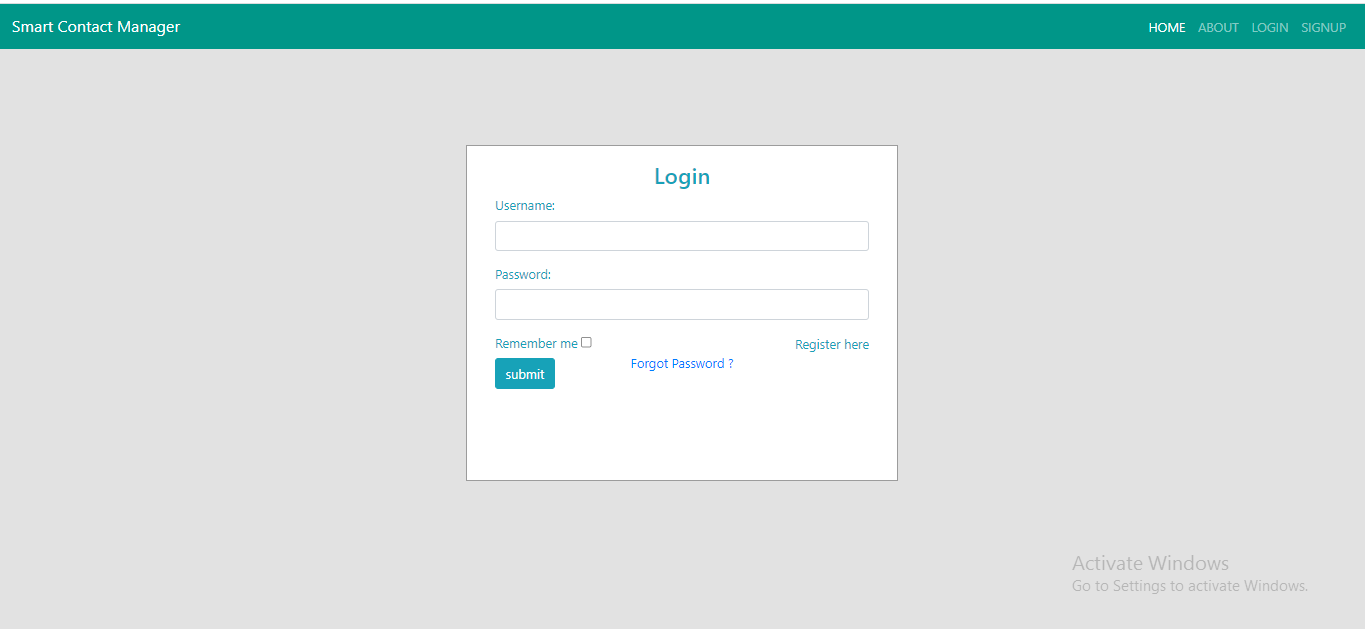 Smart Contact Manager HOME ABOUT LOGIN SIGNUP
Login
Username:
Password:
Remember me Register here
Forgot Password ?
submit
Activate Windows
Go to Settings to activate Windows.